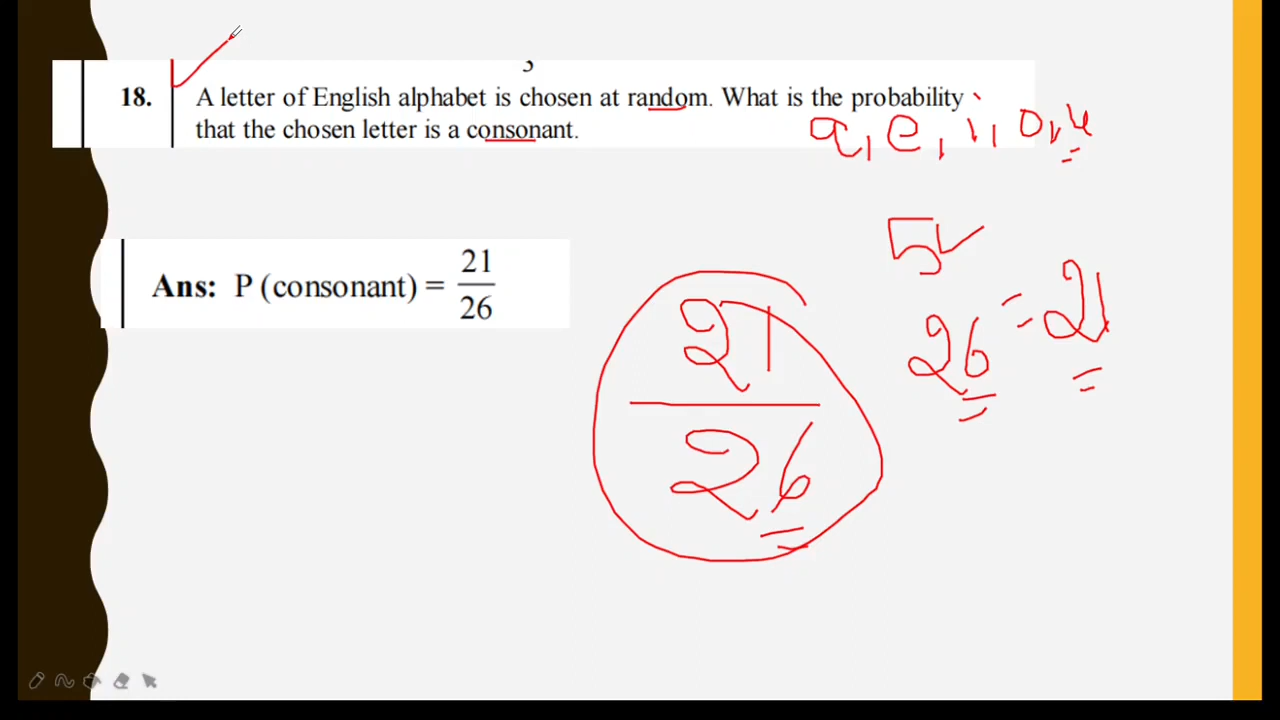 18. A letter of English alphabet is chosen at random. What is the probability
that the chosen letter is a consonant.
a, e, i, o, u
5
26 = 21
Ans: P (consonant) = 21/26
21
26